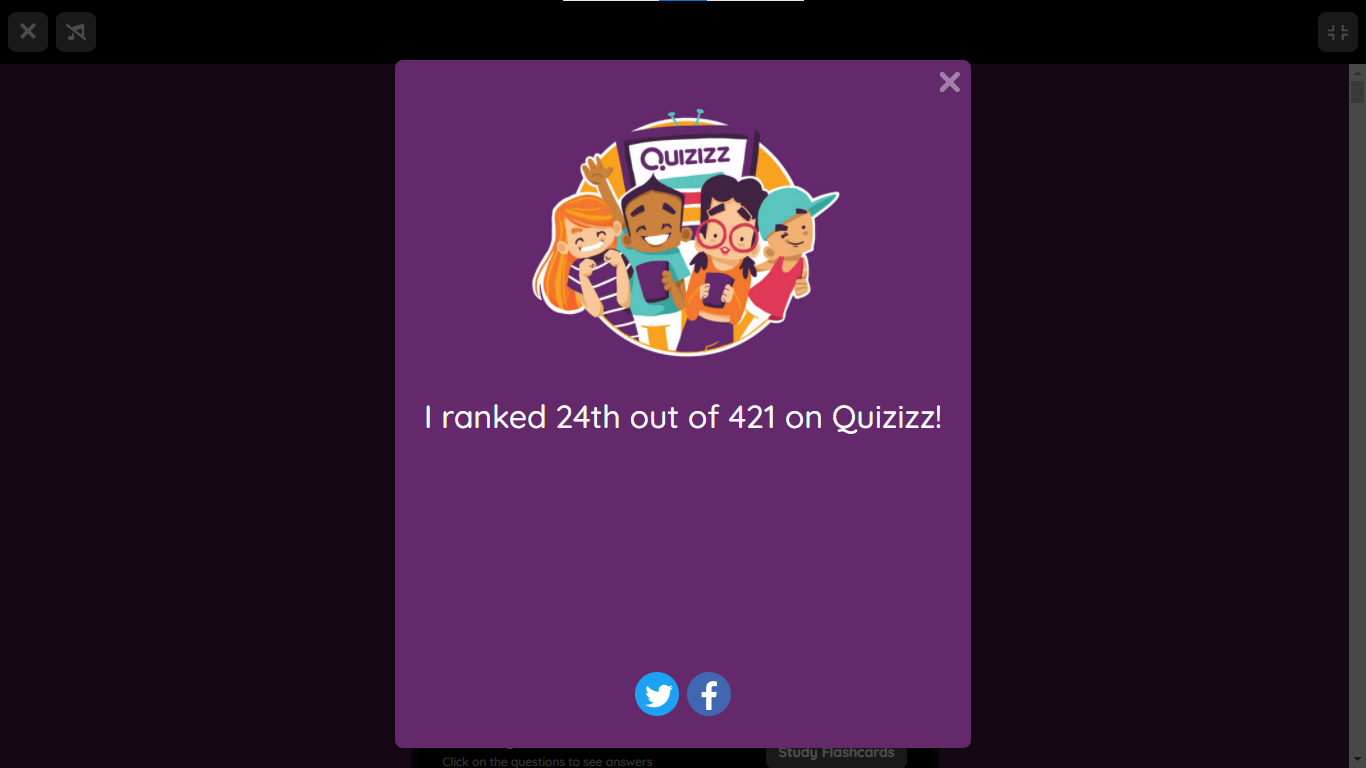 QUIZIZZ
I ranked 24th out of 421 on Quizizz!
Study Flashcards
Click on the questions to see answers